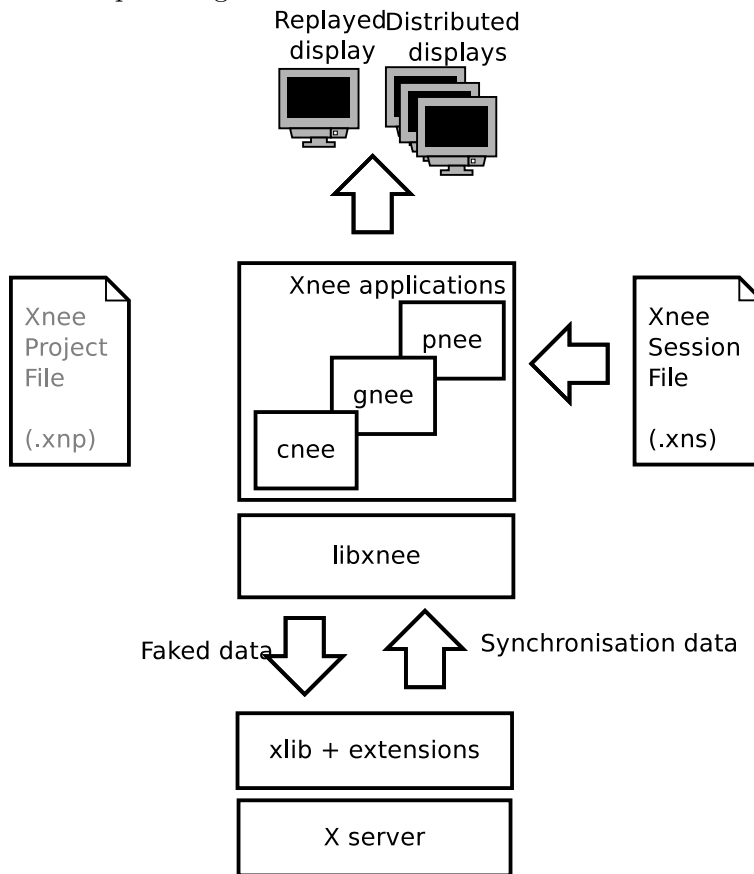 Replayed
display
Distributed
displays
Xnee applications
pnee
gnee
cnee
Xnee
Project
File
(.xnp)
Xnee
Session
File
(.xns)
libxnee
Faked data
Synchronisation data
xlib + extensions
X server